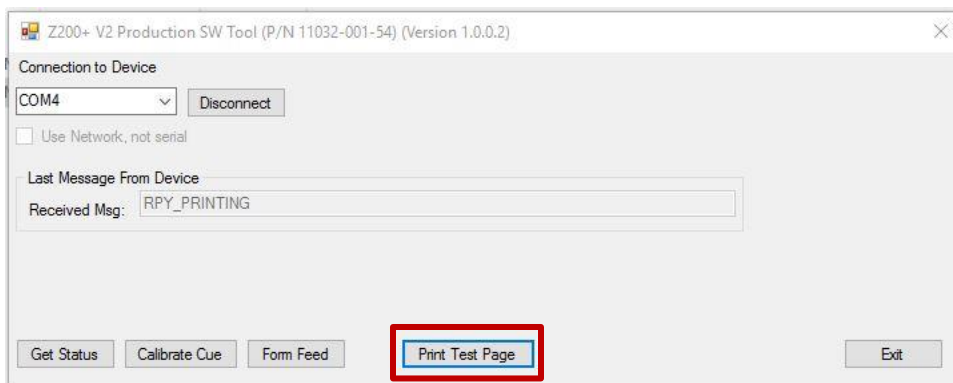 Z200+ V2 Production SW Tool (P/N 11032-001-54) (Version 1.0.0.2)
Connection to Device
COM4 Disconnect
Use Network, not serial
Last Message From Device
Received Msg: RPY_PRINTING
Get Status Calibrate Cue Form Feed Print Test Page Exit